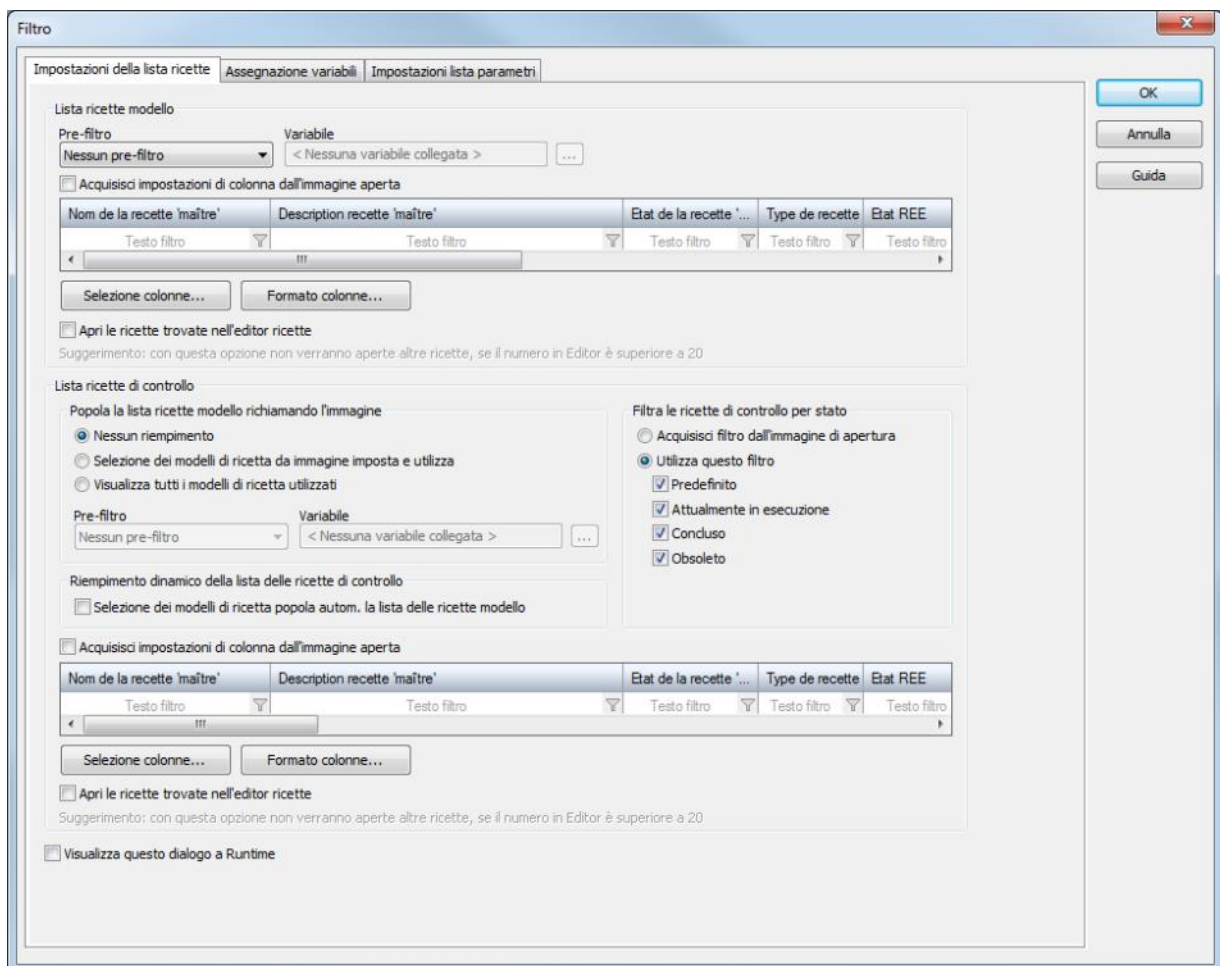 Filtro
Impostazioni della lista ricette Assegnazione variabili Impostazioni lista parametri
OK
Annulla
Guida
Lista ricette modello
Pre-filtro Variabile
Nessun pre-filtro < Nessuna variabile collegata > ...
Acquisisci impostazioni di colonna dall'immagine aperta
Nom de la recette 'maître' Description recette 'maître' Etat de la recette '... Type de recette Etat REE
Testo filtro Testo filtro Testo filtro Testo filtro Testo filtro
Selezione colonne... Formato colonne...
Apri le ricette trovate nell'editor ricette
Suggerimento: con questa opzione non verranno aperte altre ricette, se il numero in Editor è superiore a 20
Lista ricette di controllo
Popola la lista ricette modello richiamando l'immagine
Nessun riempimento
Selezione dei modelli di ricetta da immagine imposta e utilizza
Visualizza tutti i modelli di ricetta utilizzati
Pre-filtro Variabile
Nessun pre-filtro < Nessuna variabile collegata > ...
Filtra le ricette di controllo per stato
Acquisisci filtro dall'immagine di apertura
Utilizza questo filtro
Predefinito
Attualmente in esecuzione
Concluso
Obsoleto
Riempimento dinamico della lista delle ricette di controllo
Selezione dei modelli di ricetta popola autom. la lista delle ricette modello
Acquisisci impostazioni di colonna dall'immagine aperta
Nom de la recette 'maître' Description recette 'maître' Etat de la recette '... Type de recette Etat REE
Testo filtro Testo filtro Testo filtro Testo filtro Testo filtro
Selezione colonne... Formato colonne...
Apri le ricette trovate nell'editor ricette
Suggerimento: con questa opzione non verranno aperte altre ricette, se il numero in Editor è superiore a 20
Visualizza questo dialogo a Runtime